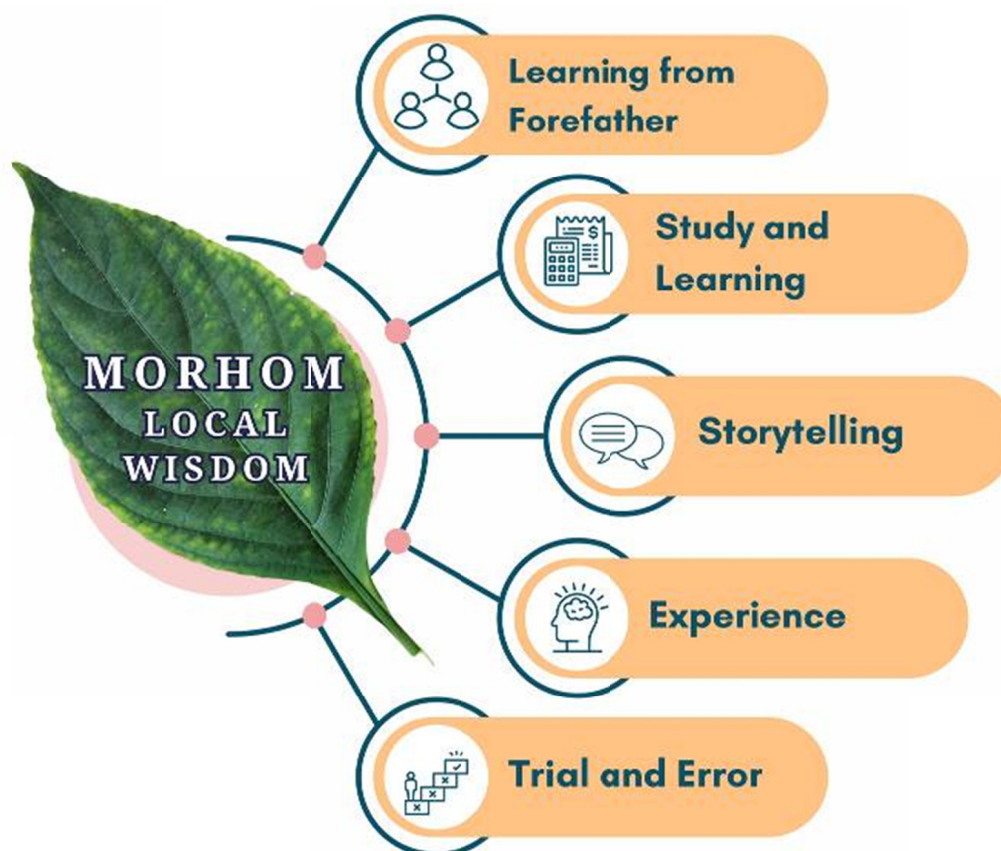 Learning from
Forefather
Study and
Learning
MORHOM
LOCAL
WISDOM
Storytelling
Experience
Trial and Error